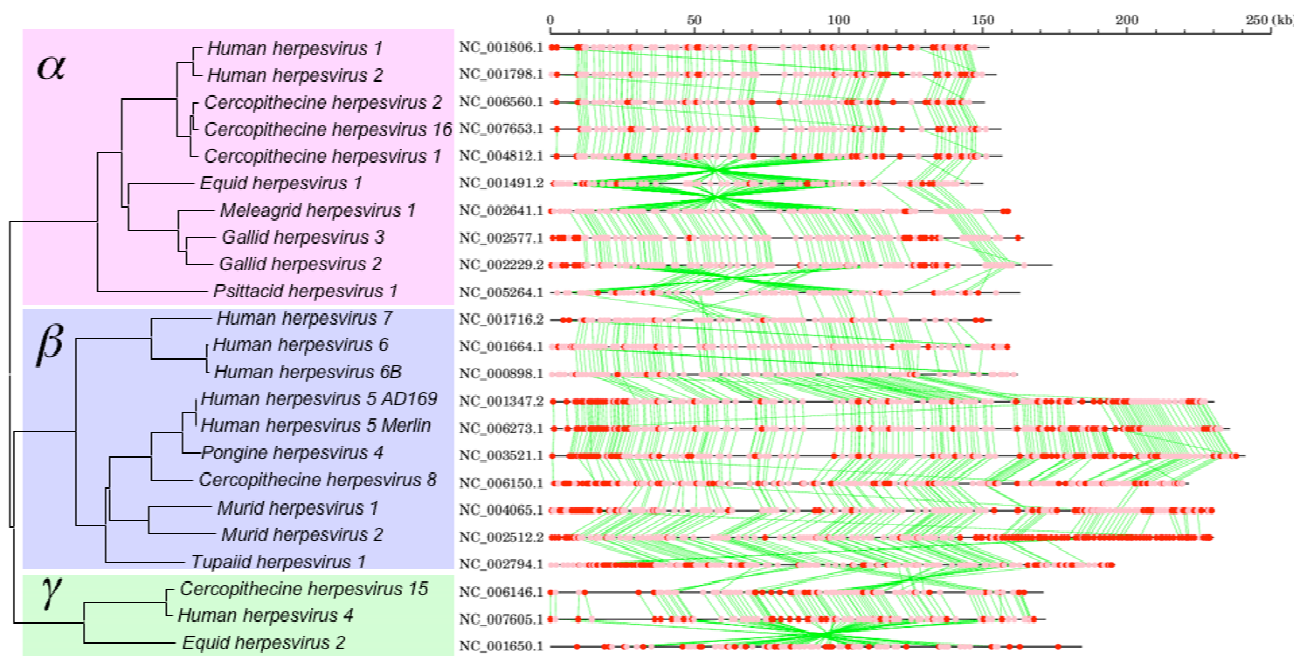 0 50 100 150 200 250 (kb)
α
Human herpesvirus 1 NC_001806.1
Human herpesvirus 2 NC_001798.1
Cercopithecine herpesvirus 2 NC_006560.1
Cercopithecine herpesvirus 16 NC_007653.1
Cercopithecine herpesvirus 1 NC_004812.1
Equid herpesvirus 1 NC_001491.2
Meleagrid herpesvirus 1 NC_002641.1
Gallid herpesvirus 3 NC_002577.1
Gallid herpesvirus 2 NC_002229.2
Psittacid herpesvirus 1 NC_005264.1
β
Human herpesvirus 7 NC_001716.2
Human herpesvirus 6 NC_001664.1
Human herpesvirus 6B NC_000898.1
Human herpesvirus 5 AD169 NC_001347.2
Human herpesvirus 5 Merlin NC_006273.1
Pongine herpesvirus 4 NC_003521.1
Cercopithecine herpesvirus 8 NC_006150.1
Murid herpesvirus 1 NC_004065.1
Murid herpesvirus 2 NC_002512.2
Tupaiid herpesvirus 1 NC_002794.1
γ
Cercopithecine herpesvirus 15 NC_006146.1
Human herpesvirus 4 NC_007605.1
Equid herpesvirus 2 NC_001650.1